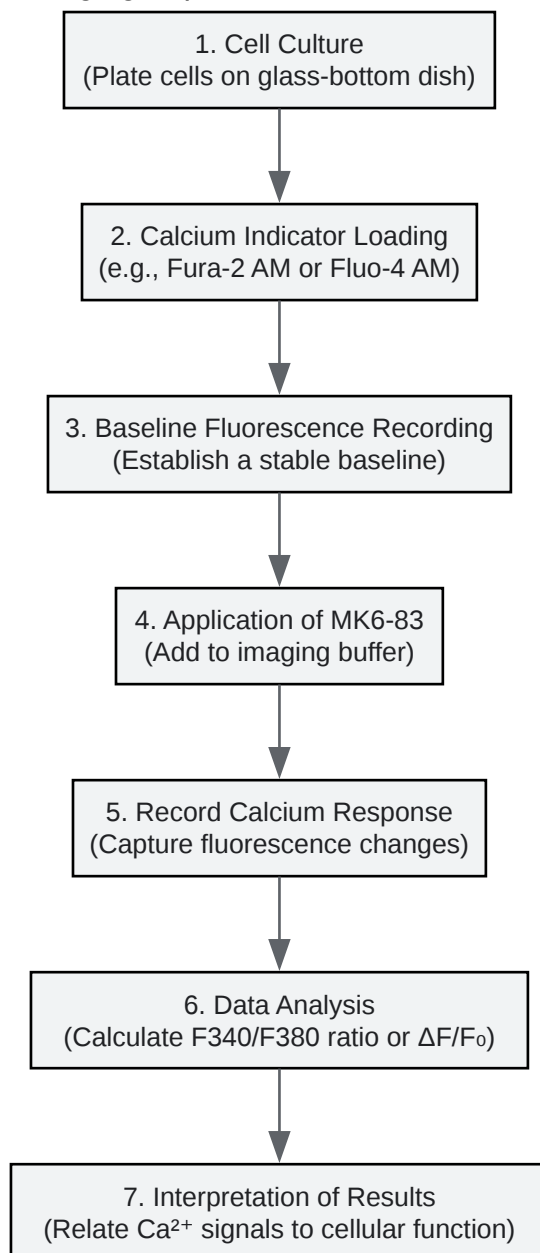 1. Cell Culture
(Plate cells on glass-bottom dish)
2. Calcium Indicator Loading
(e.g., Fura-2 AM or Fluo-4 AM)
3. Baseline Fluorescence Recording
(Establish a stable baseline)
4. Application of MK6-83
(Add to imaging buffer)
5. Record Calcium Response
(Capture fluorescence changes)
6. Data Analysis
(Calculate F340/F380 ratio or ΔF/F₀)
7. Interpretation of Results
(Relate Ca²⁺ signals to cellular function)